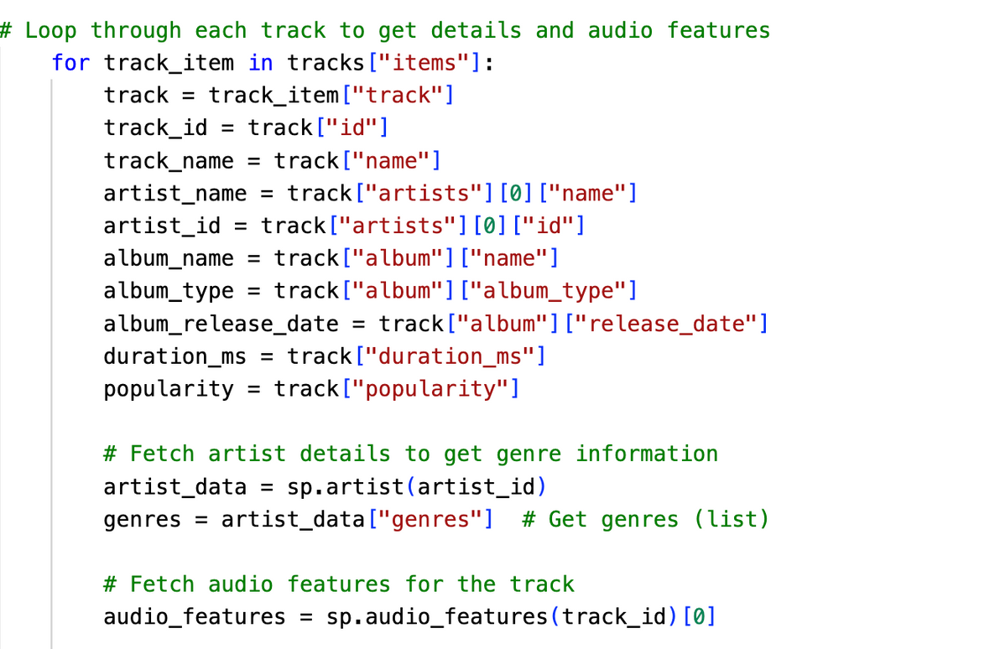 # Loop through each track to get details and audio features
    for track_item in tracks["items"]:
        track = track_item["track"]
        track_id = track["id"]
        track_name = track["name"]
        artist_name = track["artists"][0]["name"]
        artist_id = track["artists"][0]["id"]
        album_name = track["album"]["name"]
        album_type = track["album"]["album_type"]
        album_release_date = track["album"]["release_date"]
        duration_ms = track["duration_ms"]
        popularity = track["popularity"]

        # Fetch artist details to get genre information
        artist_data = sp.artist(artist_id)
        genres = artist_data["genres"]  # Get genres (list)

        # Fetch audio features for the track
        audio_features = sp.audio_features(track_id)[0]